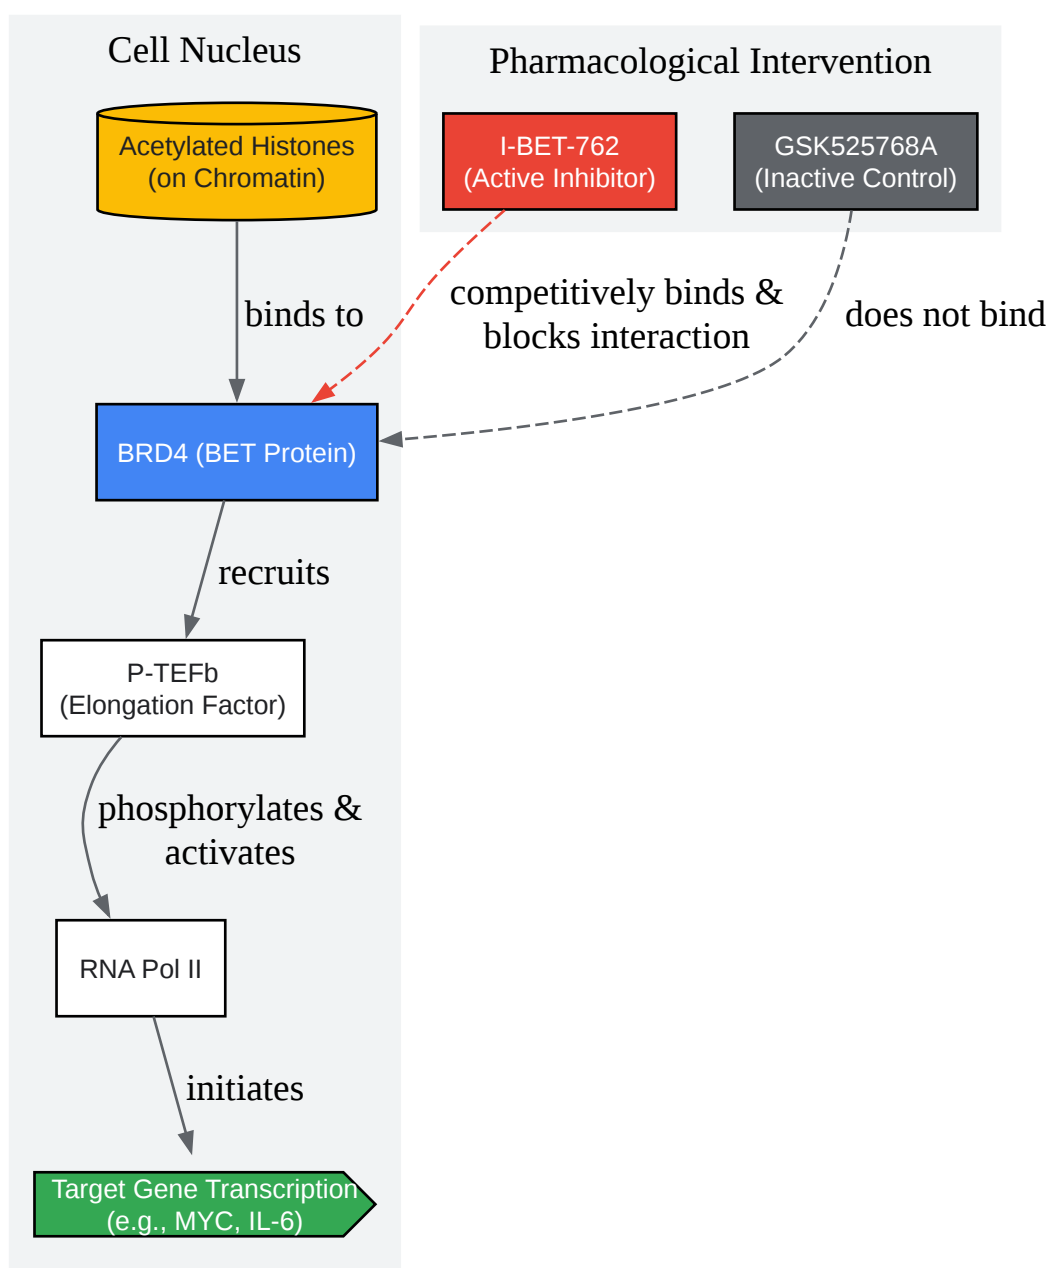 Cell Nucleus
Pharmacological Intervention
Acetylated Histones
(on Chromatin)
I-BET-762
(Active Inhibitor)
GSK525768A
(Inactive Control)
binds to
competitively binds &
blocks interaction
does not bind
BRD4 (BET Protein)
recruits
P-TEFb
(Elongation Factor)
phosphorylates &
activates
RNA Pol II
initiates
Target Gene Transcription
(e.g., MYC, IL-6)